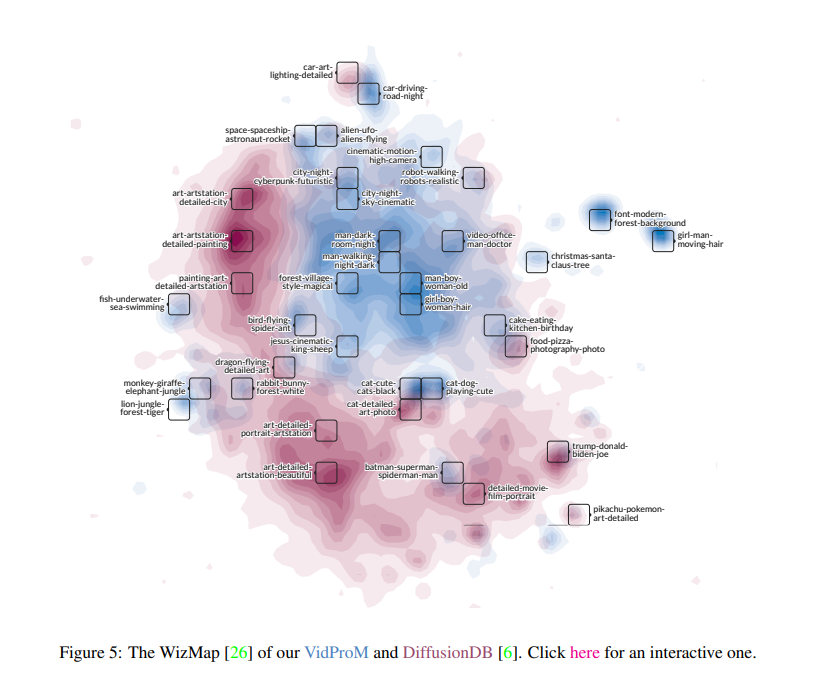 car-art-
lighting-detailed
car-driving-
road-night
space-spaceship-
astronaut-rocket
alien-ufo-
aliens-flying
cinematic-motion-
high-camera
city-night-
cyberpunk-futuristic
robot-walking-
robots-realistic
art-artstation-
detailed-city
city-night-
sky-cinematic
font-modern-
forest-background
art-artstation-
detailed-painting
man-dark-
room-night
video-office-
man-doctor
girl-man-
moving-hair
man-walking-
night-dark
christmas-santa-
claus-tree
painting-art-
detailed-artstation
forest-village-
style-magical
man-boy-
woman-old
fish-underwater-
sea-swimming
girl-boy-
woman-hair
bird-flying-
spider-ant
cake-eating-
kitchen-birthday
jesus-cinematic-
king-sheep
food-pizza-
photography-photo
dragon-flying-
detailed-art
monkey-giraffe-
elephant-jungle
rabbit-bunny-
forest-white
cat-cute-
cats-black
cat-dog-
playing-cute
lion-jungle-
forest-tiger
cat-detailed-
art-photo
art-detailed-
portrait-artstation
trump-donald-
biden-joe
art-detailed-
artstation-beautiful
batman-superman-
spiderman-man
detailed-movie-
film-portrait
pikachu-pokemon-
art-detailed
Figure 5: The WizMap [26] of our VidProM and DiffusionDB [6]. Click here for an interactive one.